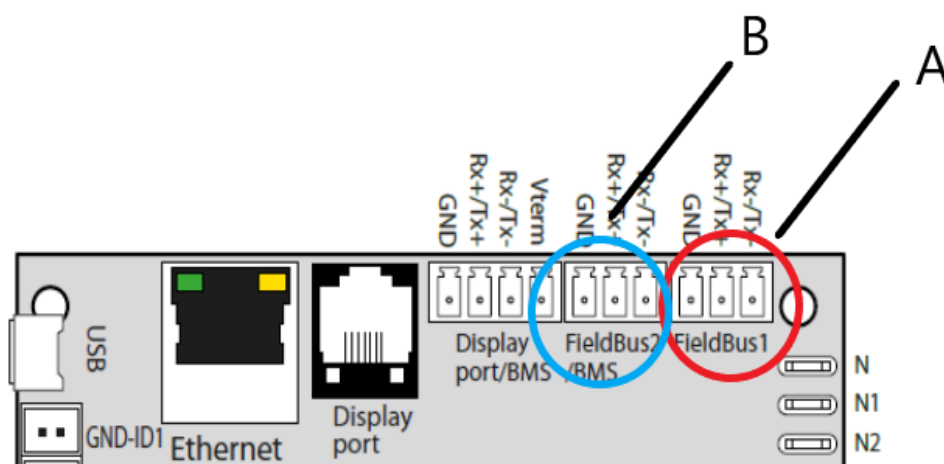 B
A
GND
Rx+/Tx+
Rx-/Tx-
Vterm
GND
Rx+/Tx+
Rx-/Tx-
GND
Rx+/Tx+
Rx-/Tx-
USB
Display
port/BMS
FieldBus2
/BMS
FieldBus1
GND-ID1
Ethernet
Display
port
N
N1
N2